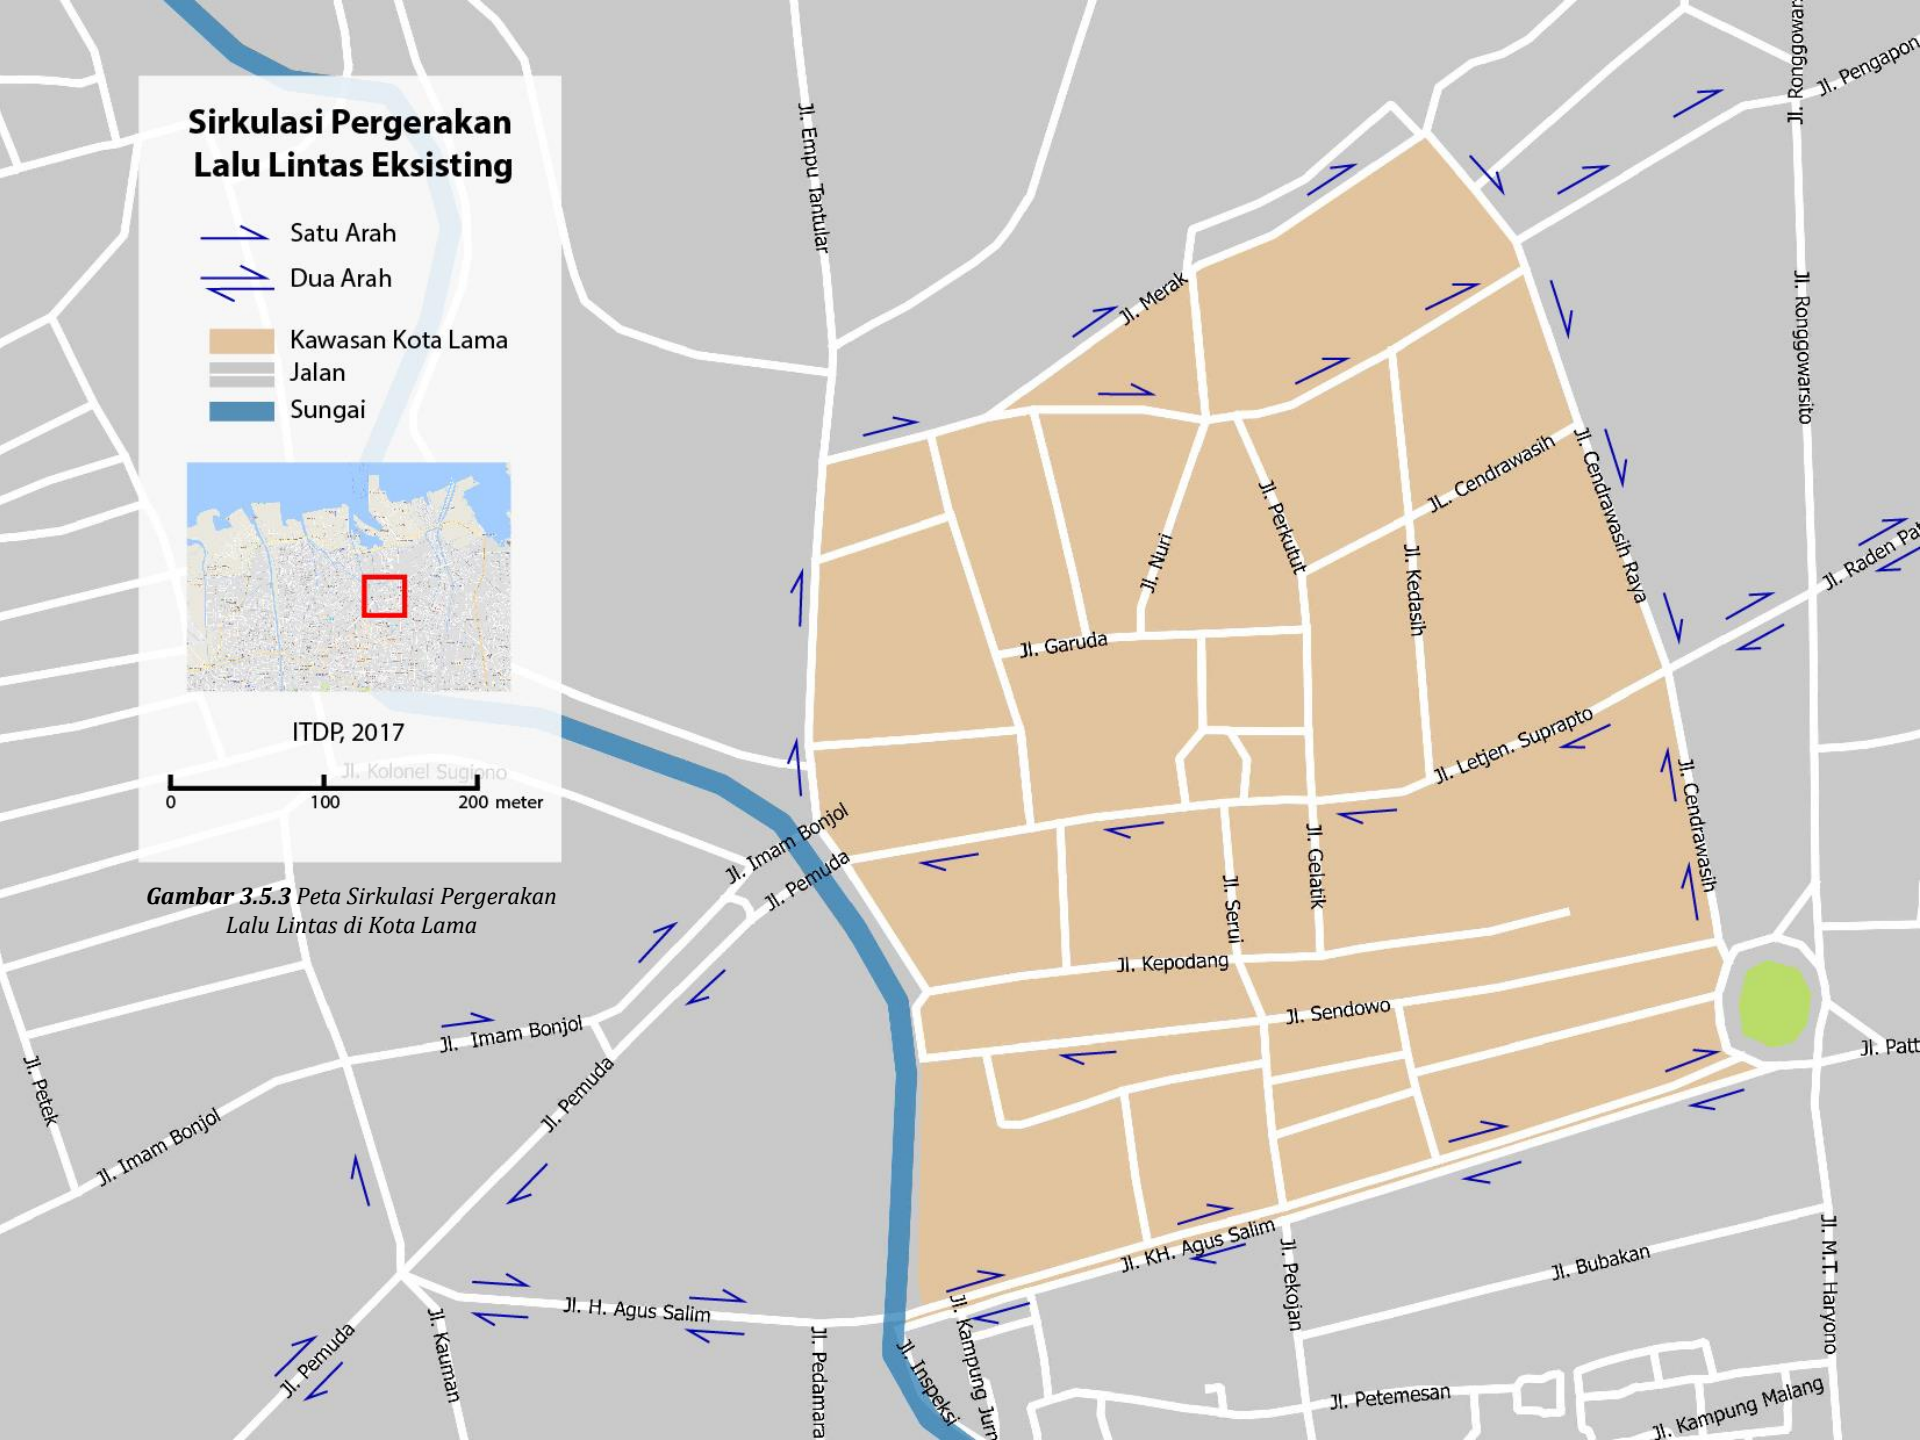 Sirkulasi Pergerakan
Lalu Lintas Eksisting
Satu Arah
Dua Arah
Kawasan Kota Lama
Jalan
Sungai
ITDP, 2017
Jl. Kolonel Sugiono
0 100 200 meter
Gambar 3.5.3 Peta Sirkulasi Pergerakan
Lalu Lintas di Kota Lama
Jl. Empu Tantular
Jl. Merak
Jl. Ronggowar
Jl. Pengapon
Jl. Ronggowarsito
JL. Cendrawasih
Jl. Cendrawasih Raya
Jl. Perkutut
Jl. Nuri
Jl. Kedasih
Jl. Raden Pat
Jl. Garuda
Jl. Letjen. Suprapto
Jl. Cendrawasih
Jl. Imam Bonjol
Jl. Pemuda
Jl. Gelatik
Jl. Serui
Jl. Kepodang
Jl. Sendowo
Jl. Imam Bonjol
Jl. Patt
Jl. Petek
Jl. Pemuda
Jl. Imam Bonjol
Jl. KH. Agus Salim
Jl. Pekojan
Jl. Bubakan
Jl. M.T. Haryono
Jl. H. Agus Salim
Jl. Kauman
Jl. Pemuda
Jl. Pedamara
Jl. Inspeksi
Jl. Kampung Jurn
Jl. Petemesan
Jl. Kampung Malang